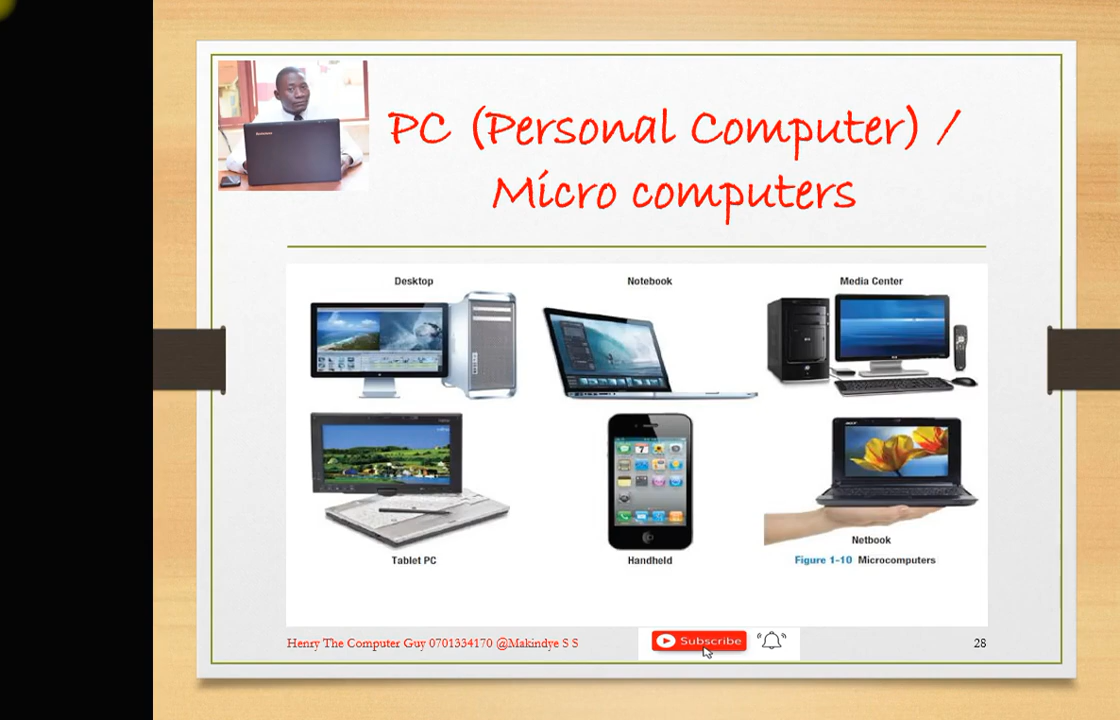 PC (Personal Computer) /
Micro computers
Desktop
Notebook
Media Center
Tablet PC
Handheld
Netbook
Figure 1-10 Microcomputers
Henry The Computer Guy 0701334170 @Makindye S S
Subscribe
28